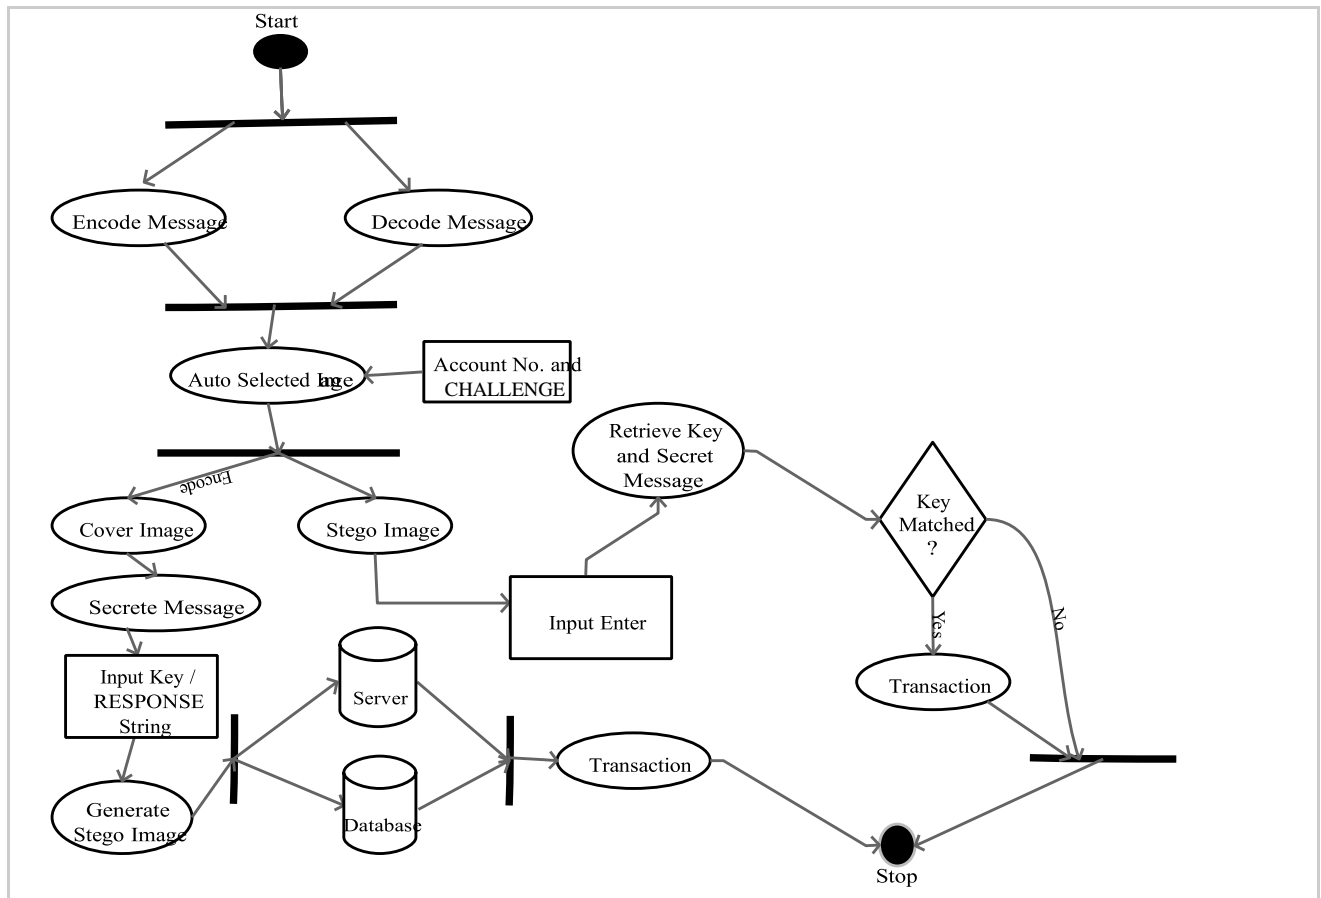 Start
Encode Message
Decode Message
Auto Selected Image
Account No. and
CHALLENGE
Encode
Cover Image
Stego Image
Retrieve Key
and Secret
Message
Key
Matched
?
Secrete Message
Input Enter
Yes
No
Input Key /
RESPONSE
String
Server
Transaction
Transaction
Generate
Stego Image
Database
Stop